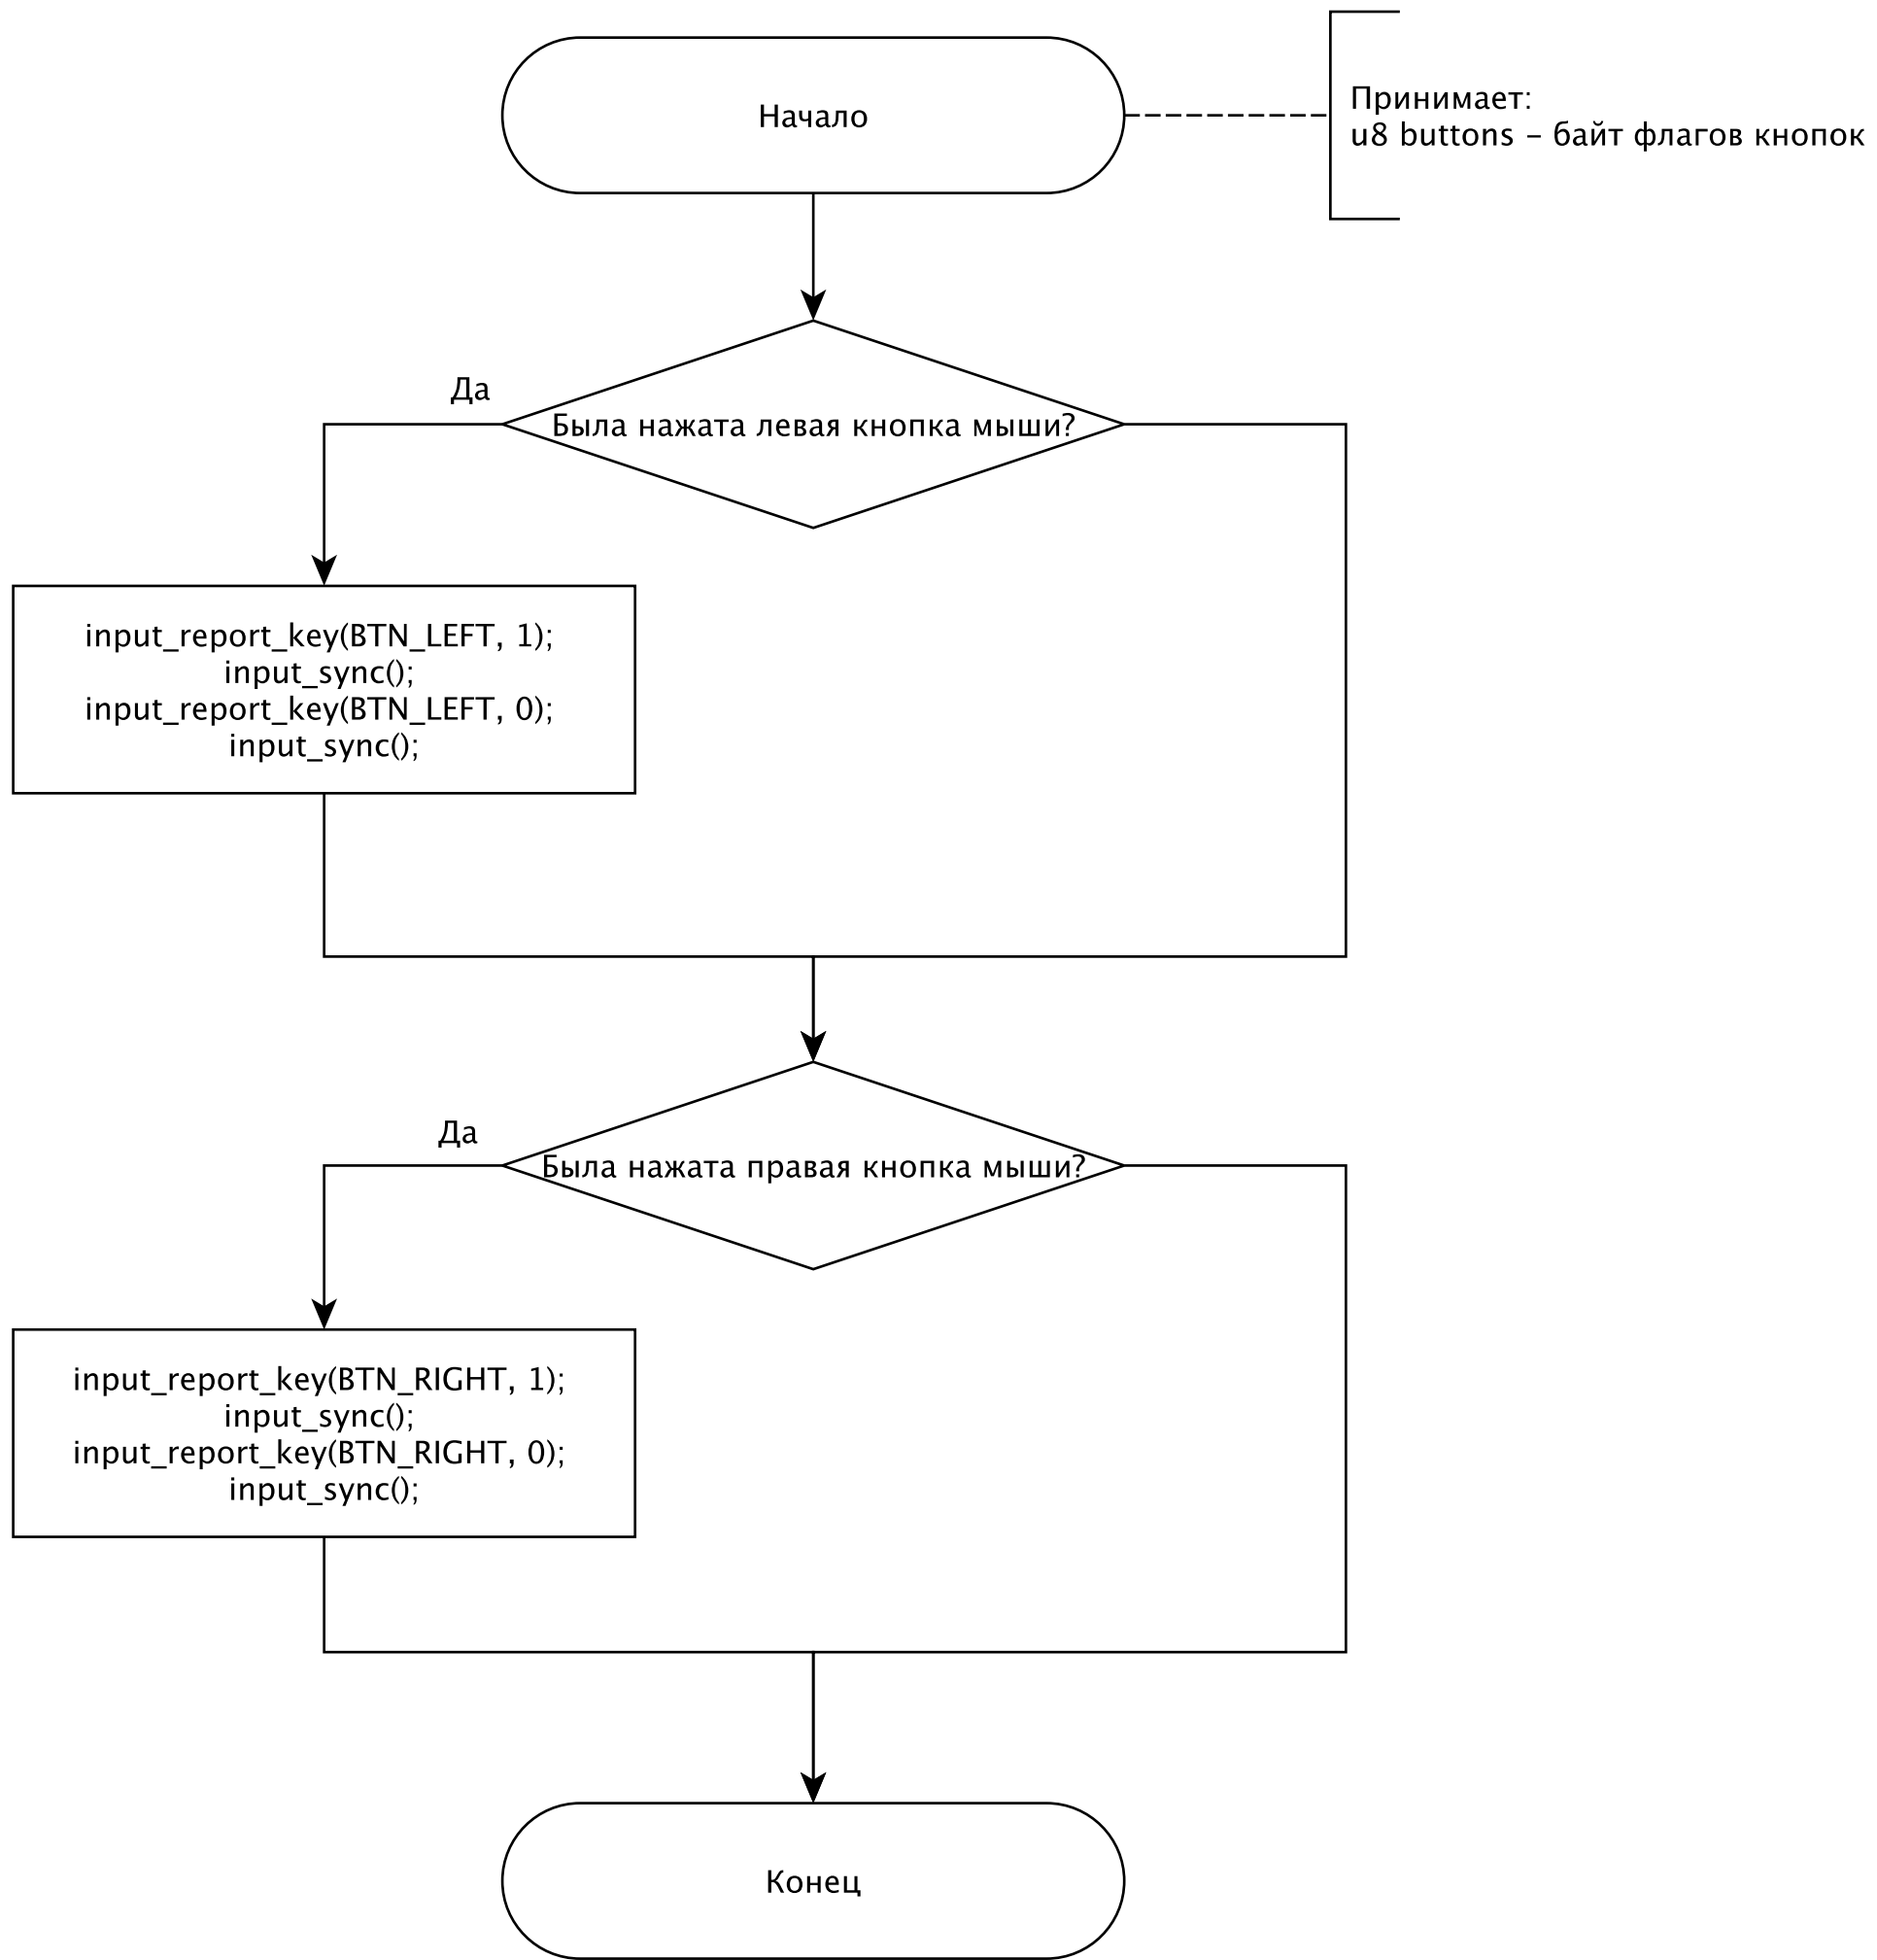 Начало
Принимает:
u8 buttons – байт флагов кнопок
Да
Была нажата левая кнопка мыши?
input_report_key(BTN_LEFT, 1);
input_sync();
input_report_key(BTN_LEFT, 0);
input_sync();
Да
Была нажата правая кнопка мыши?
input_report_key(BTN_RIGHT, 1);
input_sync();
input_report_key(BTN_RIGHT, 0);
input_sync();
Конец